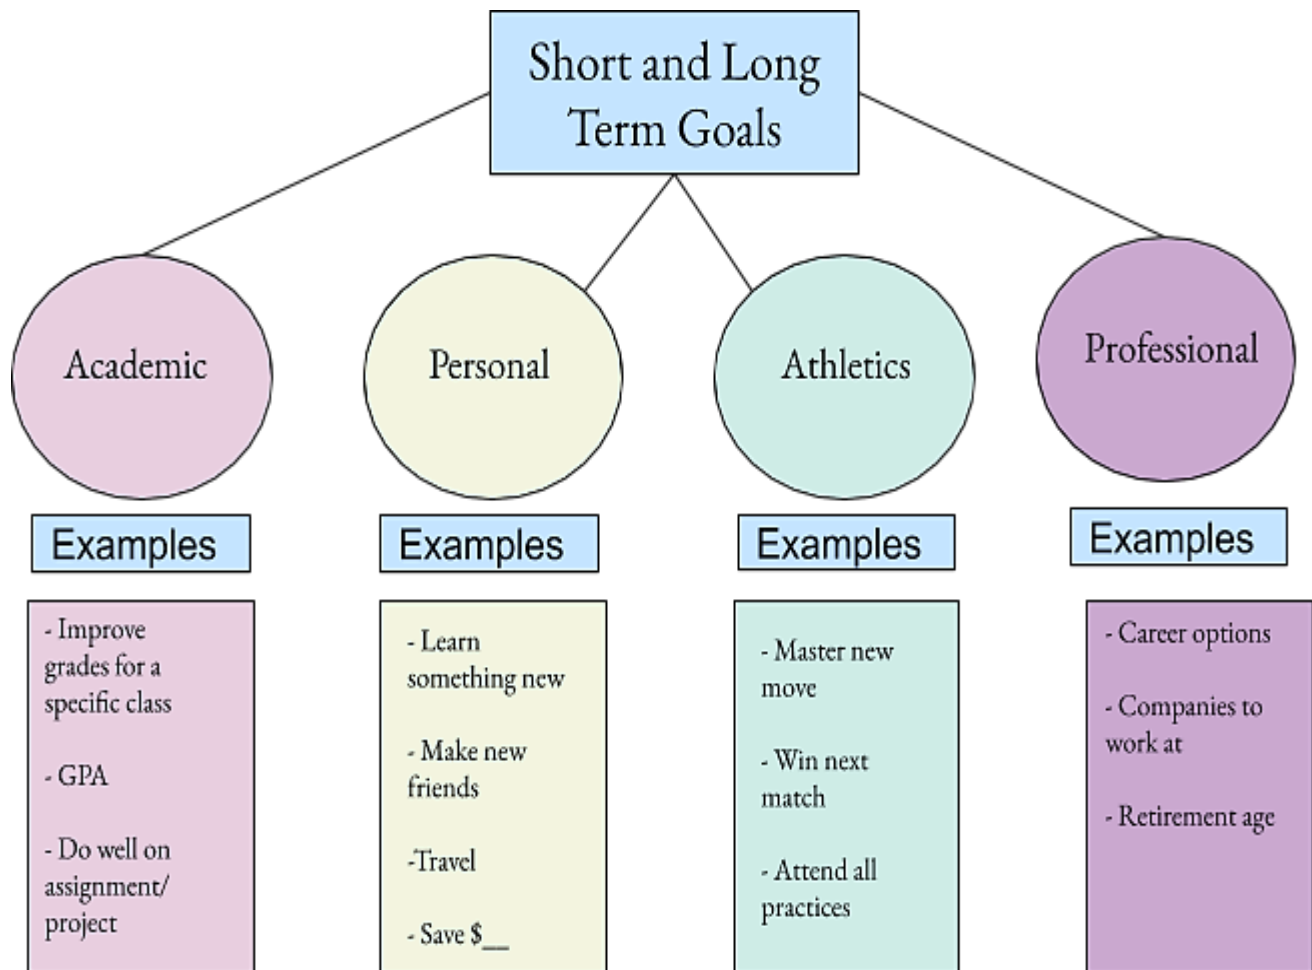 Short and Long
Term Goals
Academic
Personal
Athletics
Professional
Examples
Examples
Examples
Examples
- Improve
grades for a
specific class
- GPA
- Do well on
assignment/
project
- Learn
something new
- Make new
friends
-Travel
- Save $__
- Master new
move
- Win next
match
- Attend all
practices
- Career options
- Companies to
work at
- Retirement age